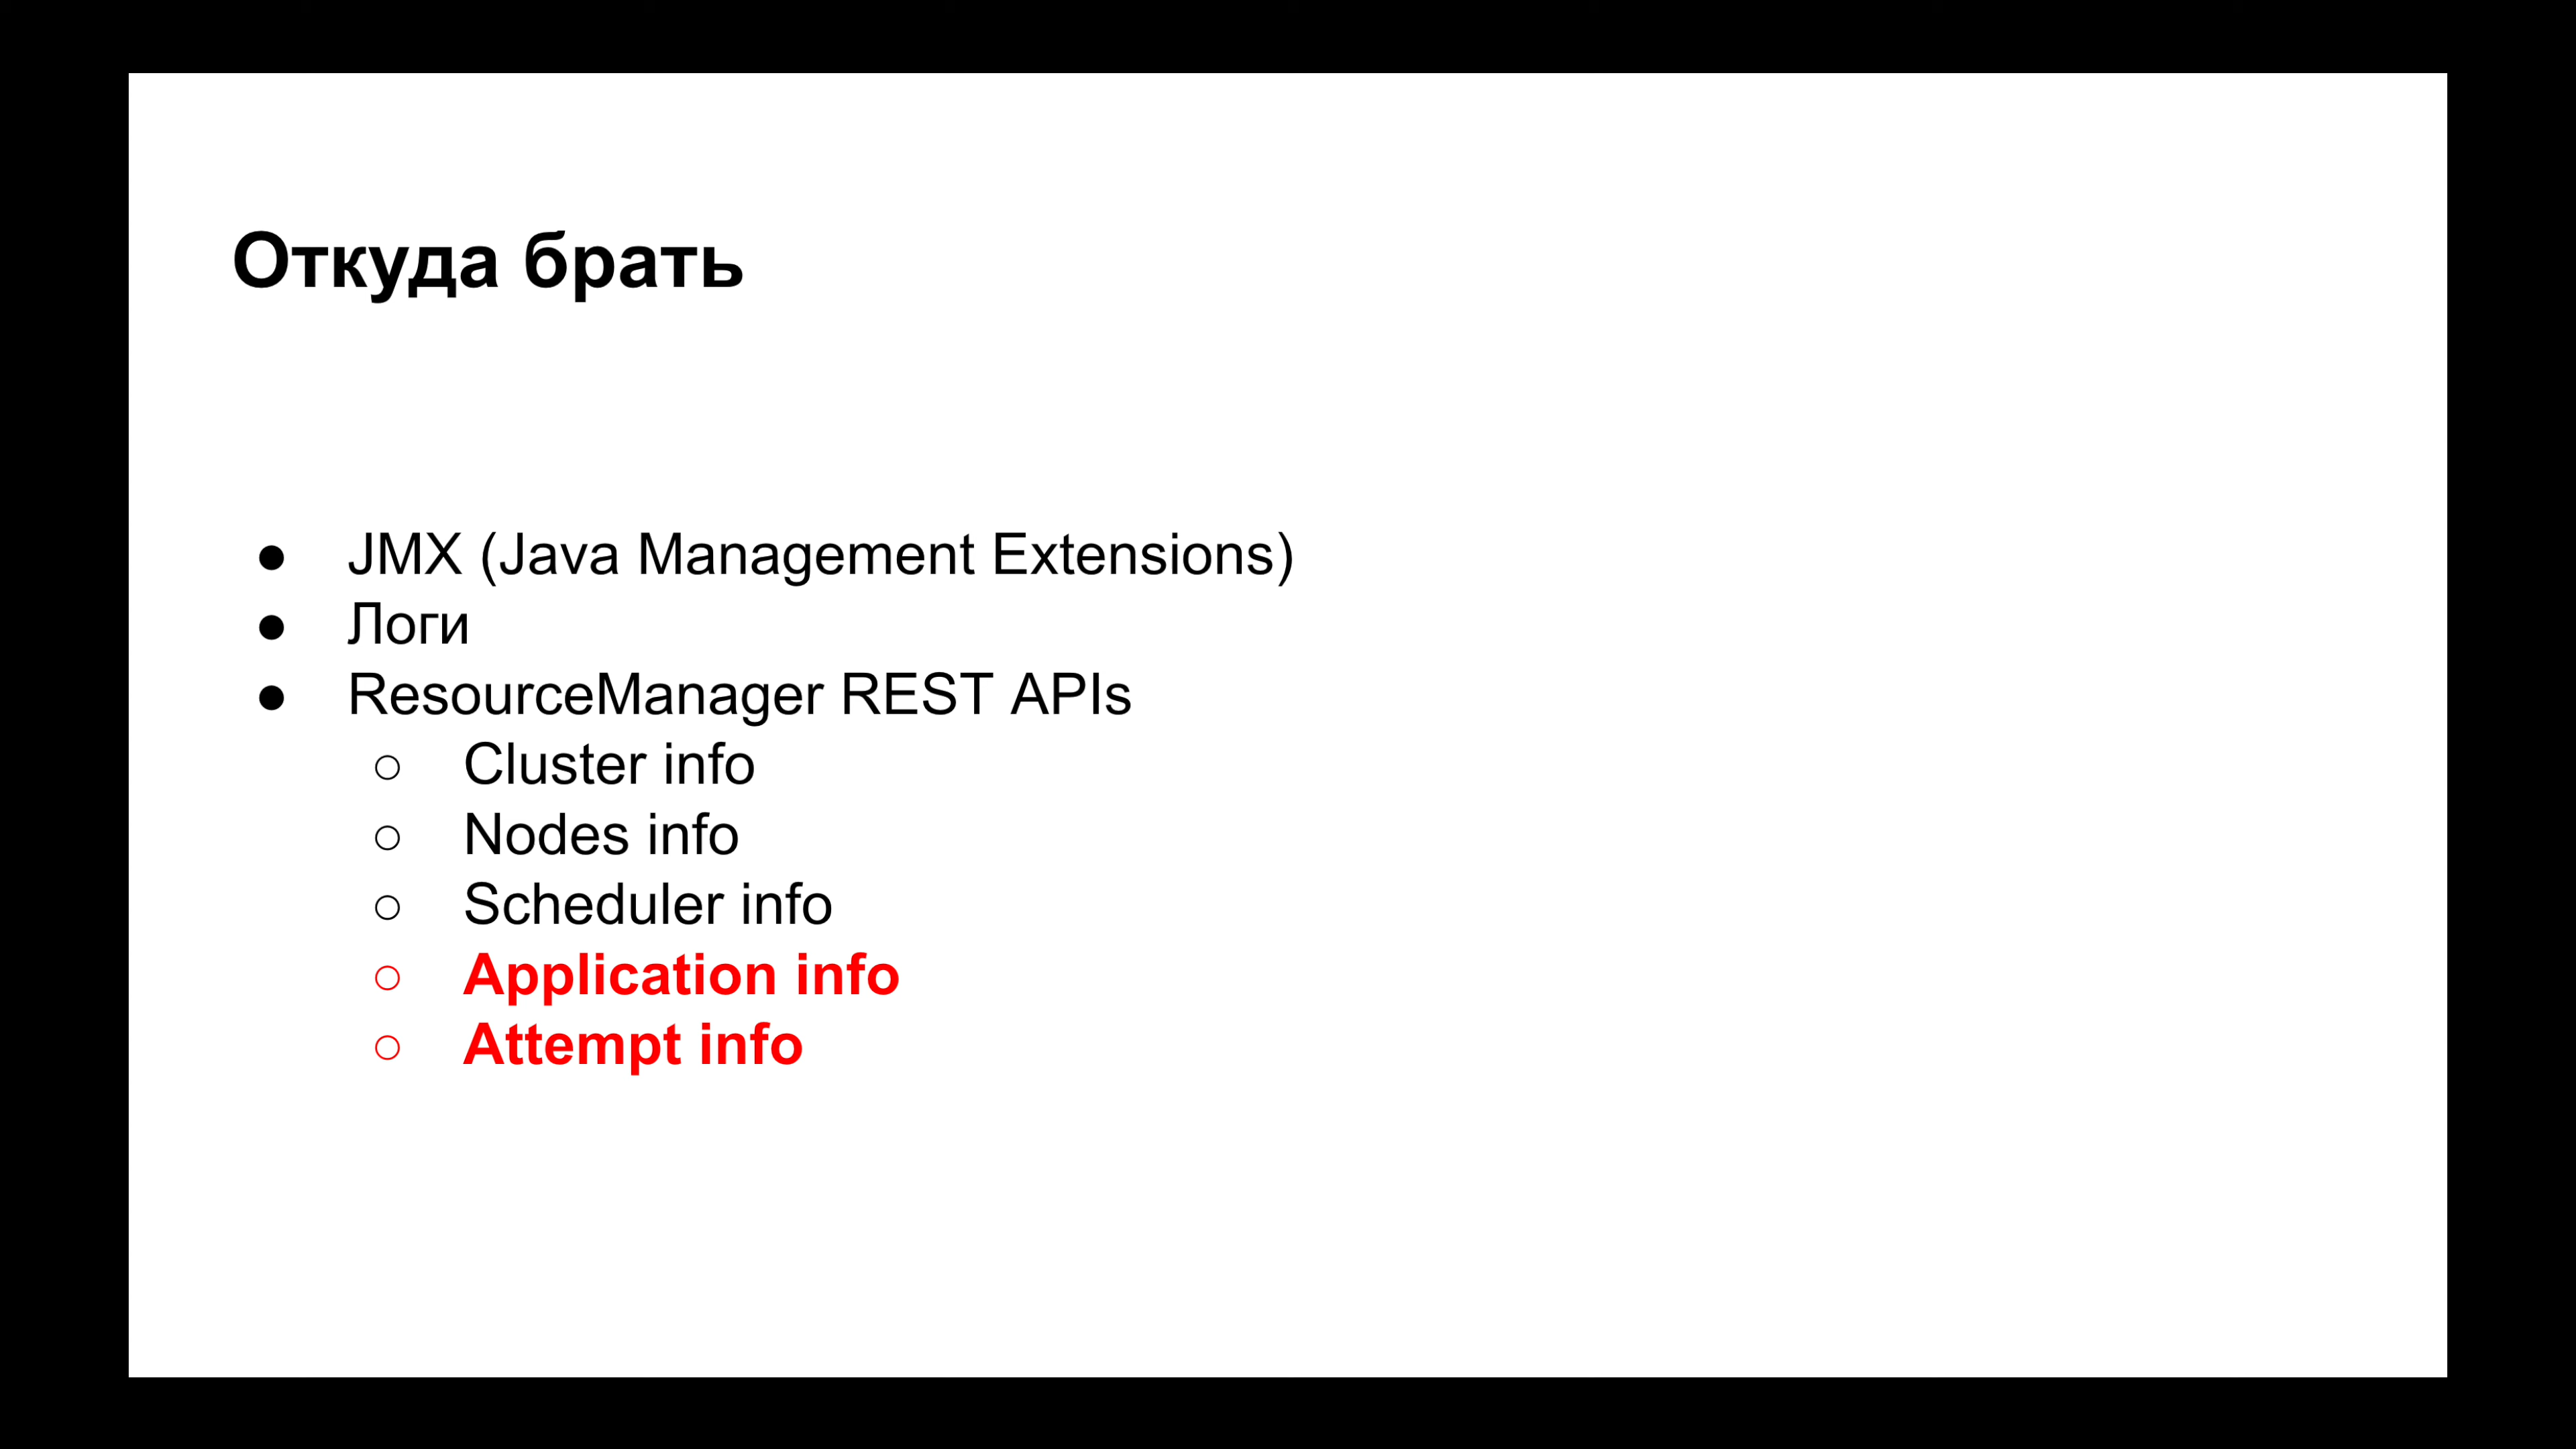 Откуда брать
● JMX (Java Management Extensions)
● Логи
● ResourceManager REST APIs
○ Cluster info
○ Nodes info
○ Scheduler info
○ Application info
○ Attempt info